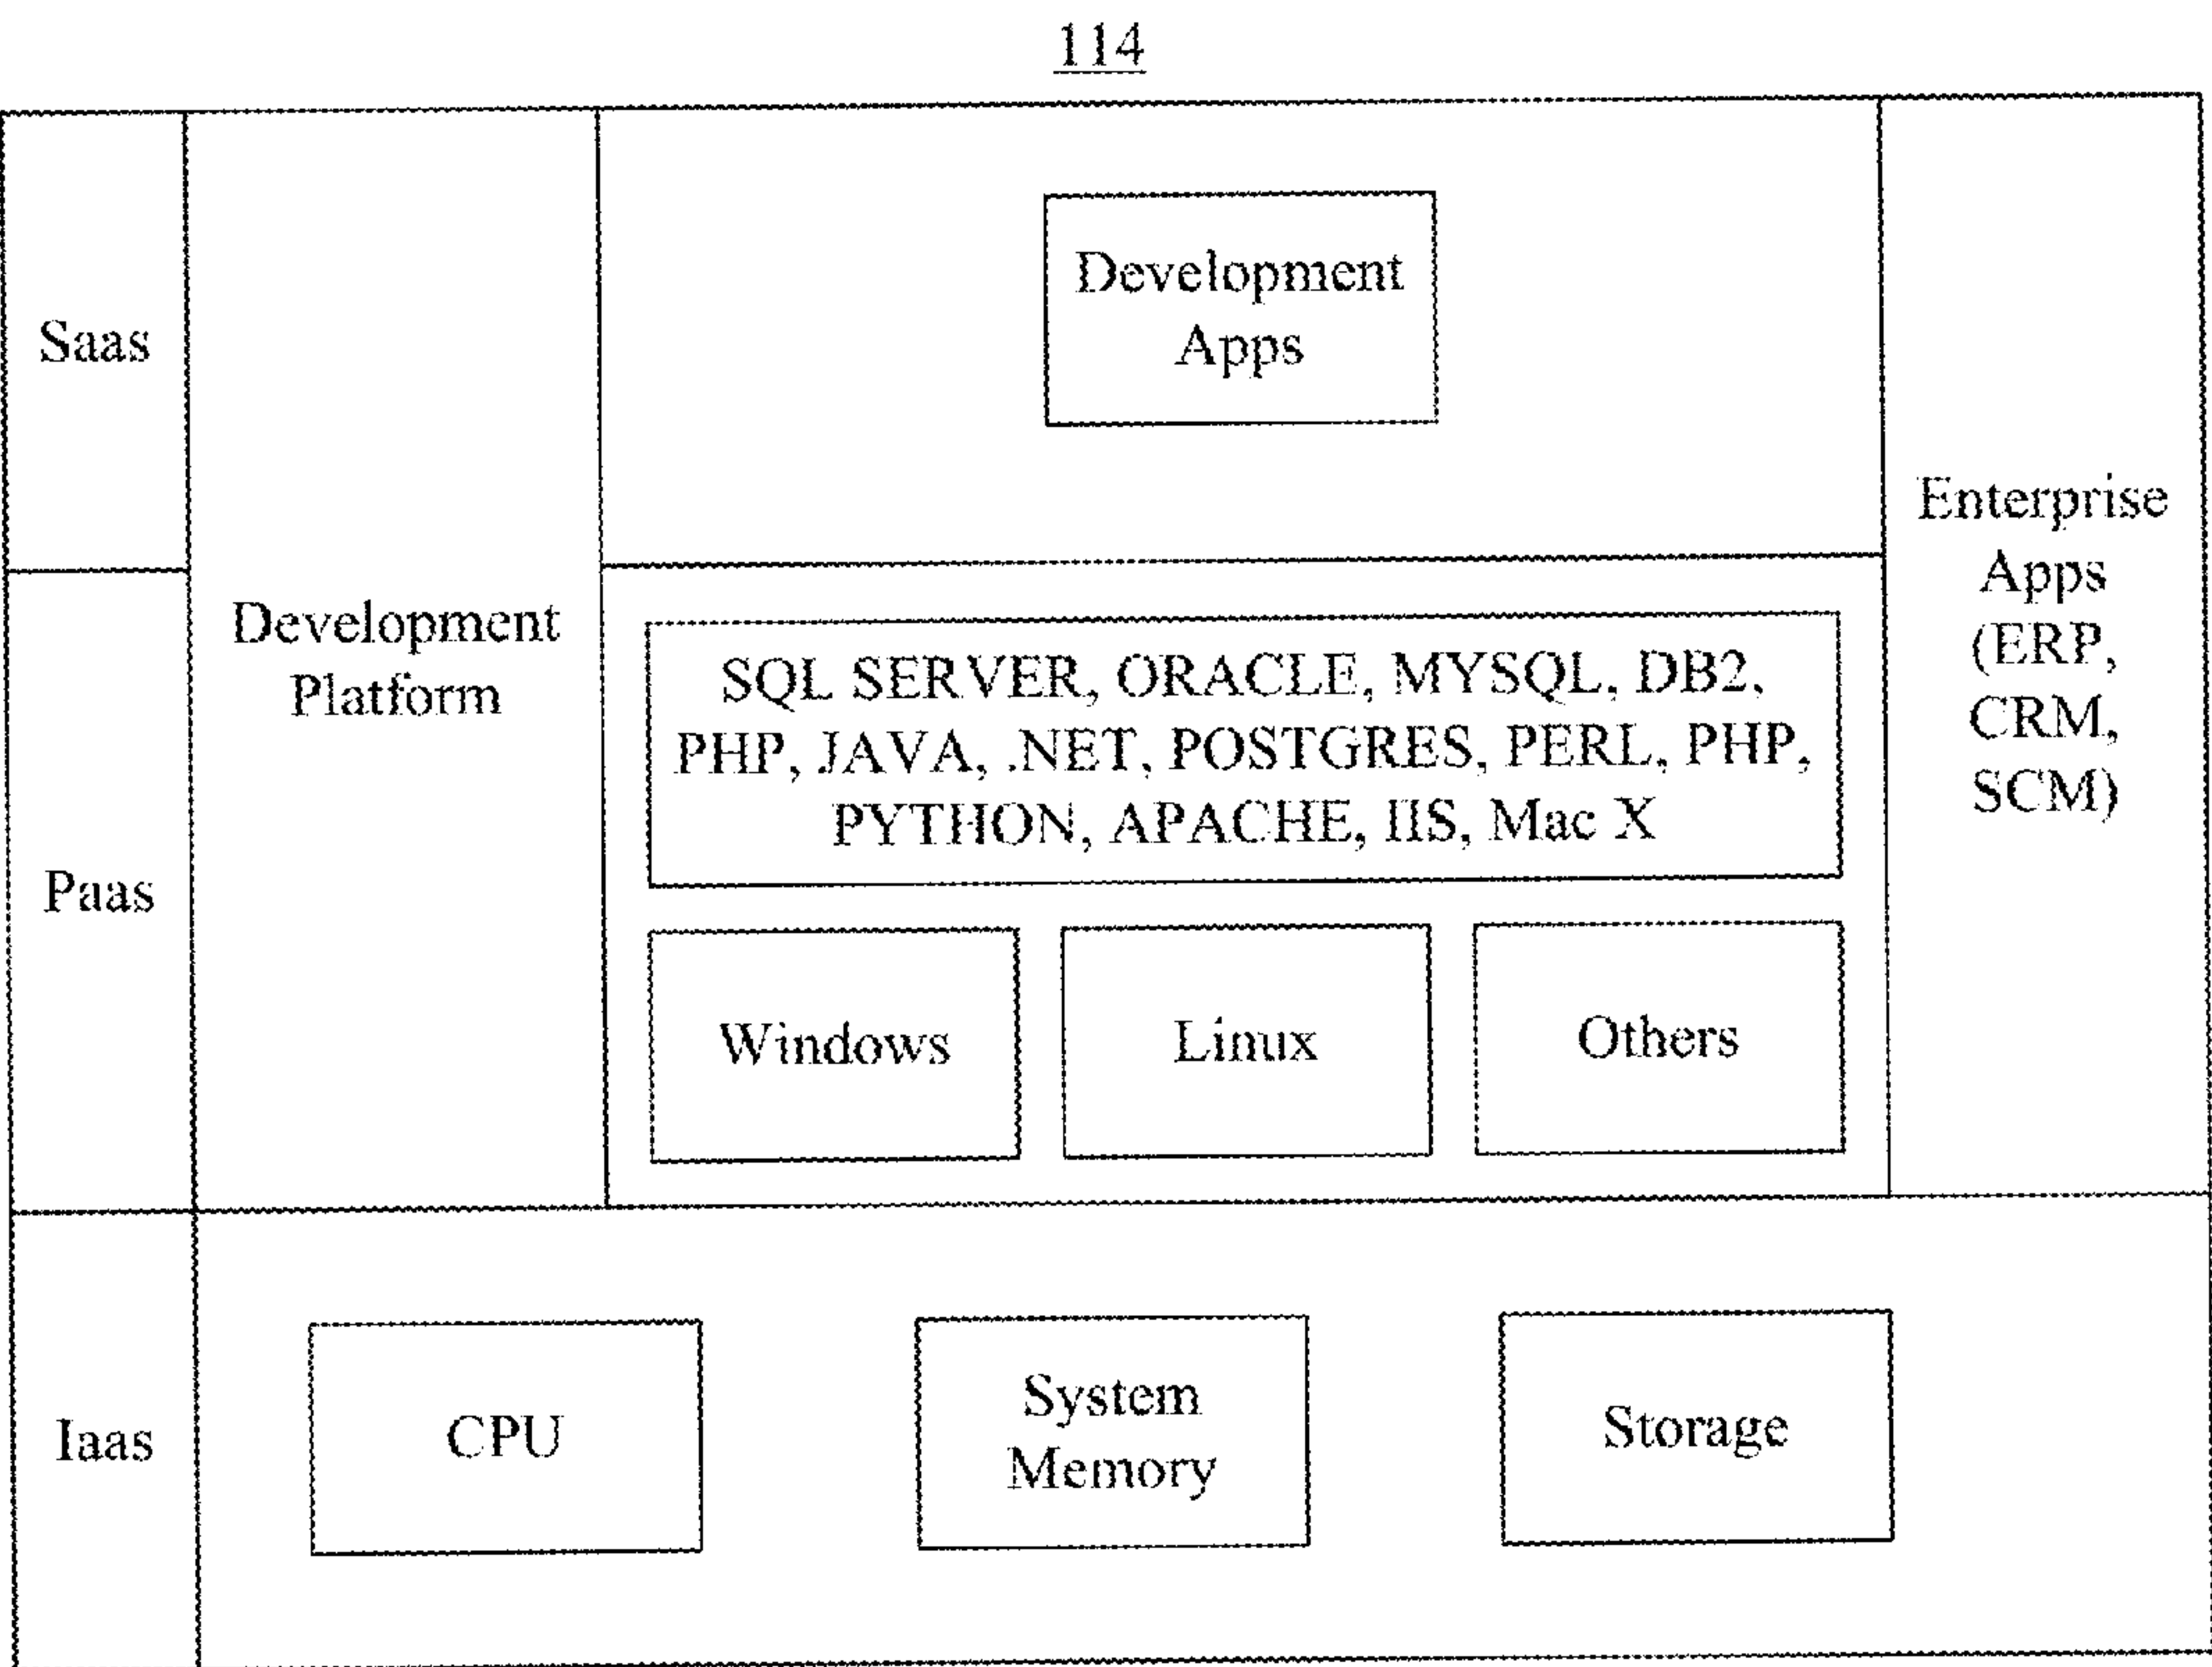 114
Saas
Development
Platform
Development
Apps
Enterprise
Apps
(ERP,
CRM,
SCM)
Paas
SQL SERVER, ORACLE, MYSQL, DB2,
PHP, JAVA, .NET, POSTGRES, PERL, PHP,
PYTHON, APACHE, IIS, Mac X
Windows
Linux
Others
Iaas
CPU
System
Memory
Storage